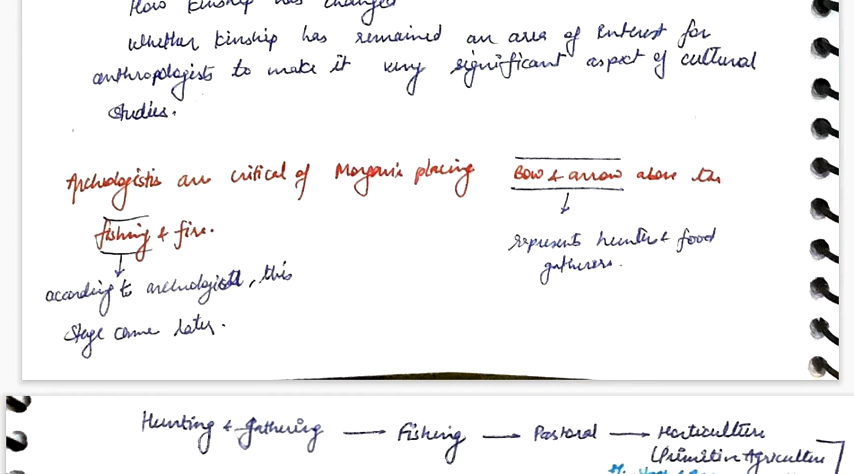 How kinship has changed
Whether kinship has remained an area of interest for
anthropologists to make it very significant aspect of cultural
studies.
Archeologists are critical of Morgan's placing Bow & arrow above the
fishing & fire.
represents hunter & food
gatherers.
according to archeologist, this
stage came later.
Hunting & gathering → Fishing → Pastoral → Horticulture
(Primitive Agriculture